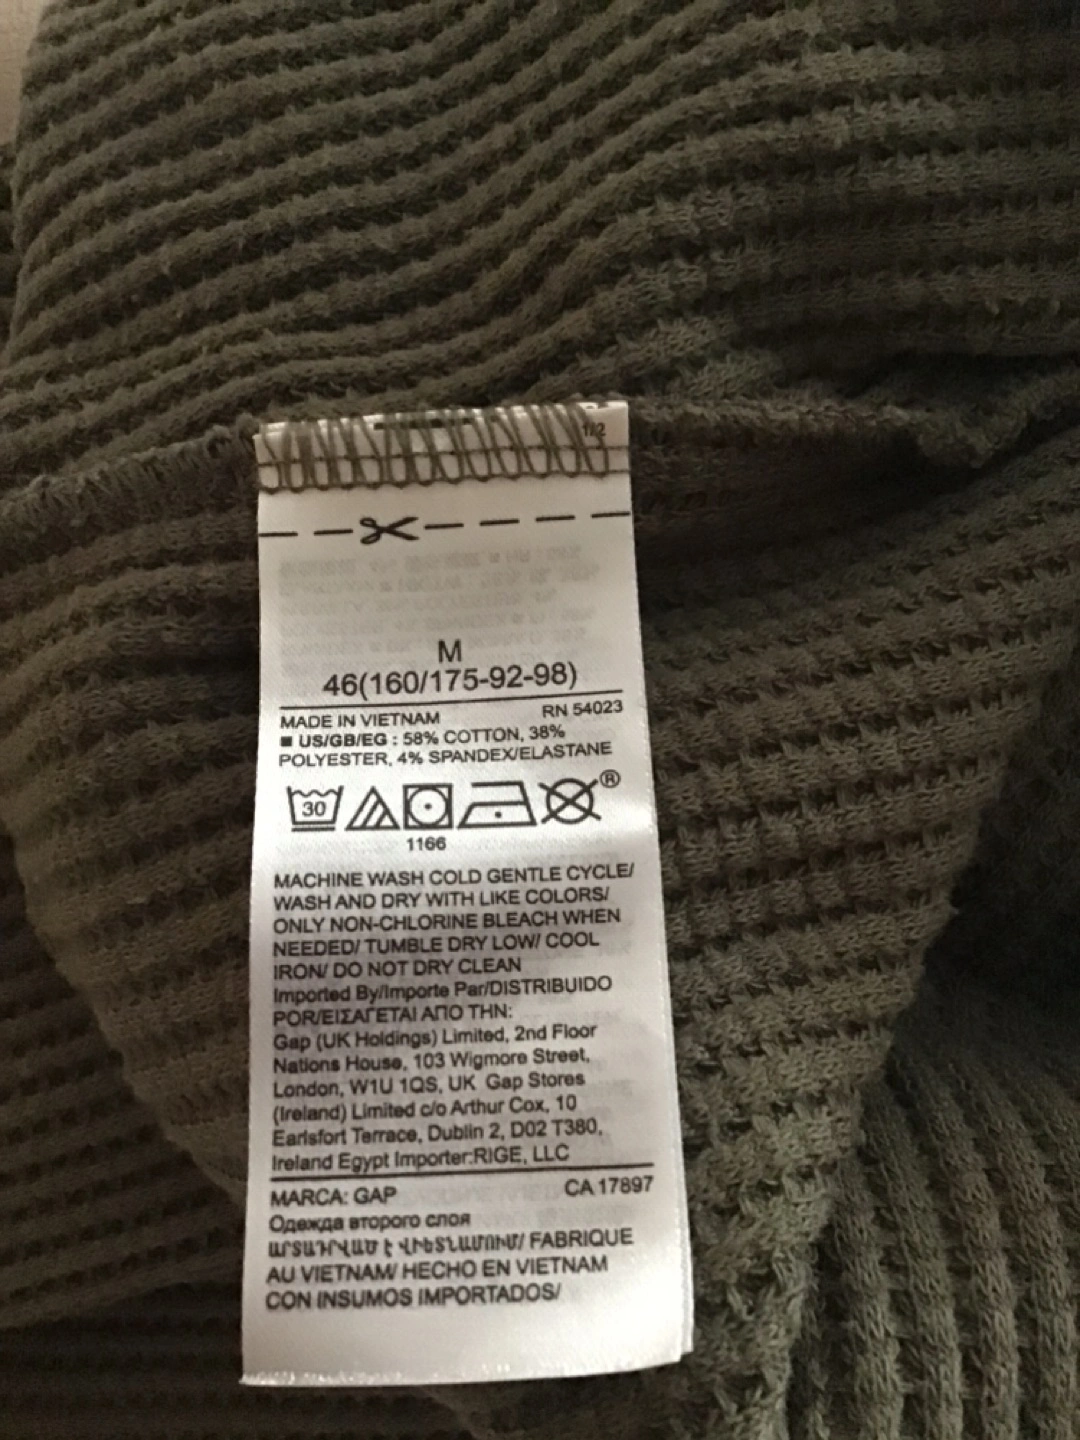 1/2
M
46(160/175-92-98)
MADE IN VIETNAM RN 54023
■ US/GB/EG : 58% COTTON, 38%
POLYESTER, 4% SPANDEX/ELASTANE
30
®
1166
MACHINE WASH COLD GENTLE CYCLE/
WASH AND DRY WITH LIKE COLORS/
ONLY NON-CHLORINE BLEACH WHEN
NEEDED/ TUMBLE DRY LOW/ COOL
IRON/ DO NOT DRY CLEAN
Imported By/Importe Par/DISTRIBUIDO
POR/ΕΙΣΑΓΕΤΑΙ ΑΠΟ ΤΗΝ:
Gap (UK Holdings) Limited, 2nd Floor
Nations House, 103 Wigmore Street,
London, W1U 1QS, UK Gap Stores
(Ireland) Limited c/o Arthur Cox, 10
Earlsfort Terrace, Dublin 2, D02 T380,
Ireland Egypt Importer:RIGE, LLC
MARCA: GAP CA 17897
Одежда второго слоя
ԱՐՏԱԴՐՎԱԾ Է ՎԻԵՏՆԱՄՈՒՄ/ FABRIQUE
AU VIETNAM/ HECHO EN VIETNAM
CON INSUMOS IMPORTADOS/